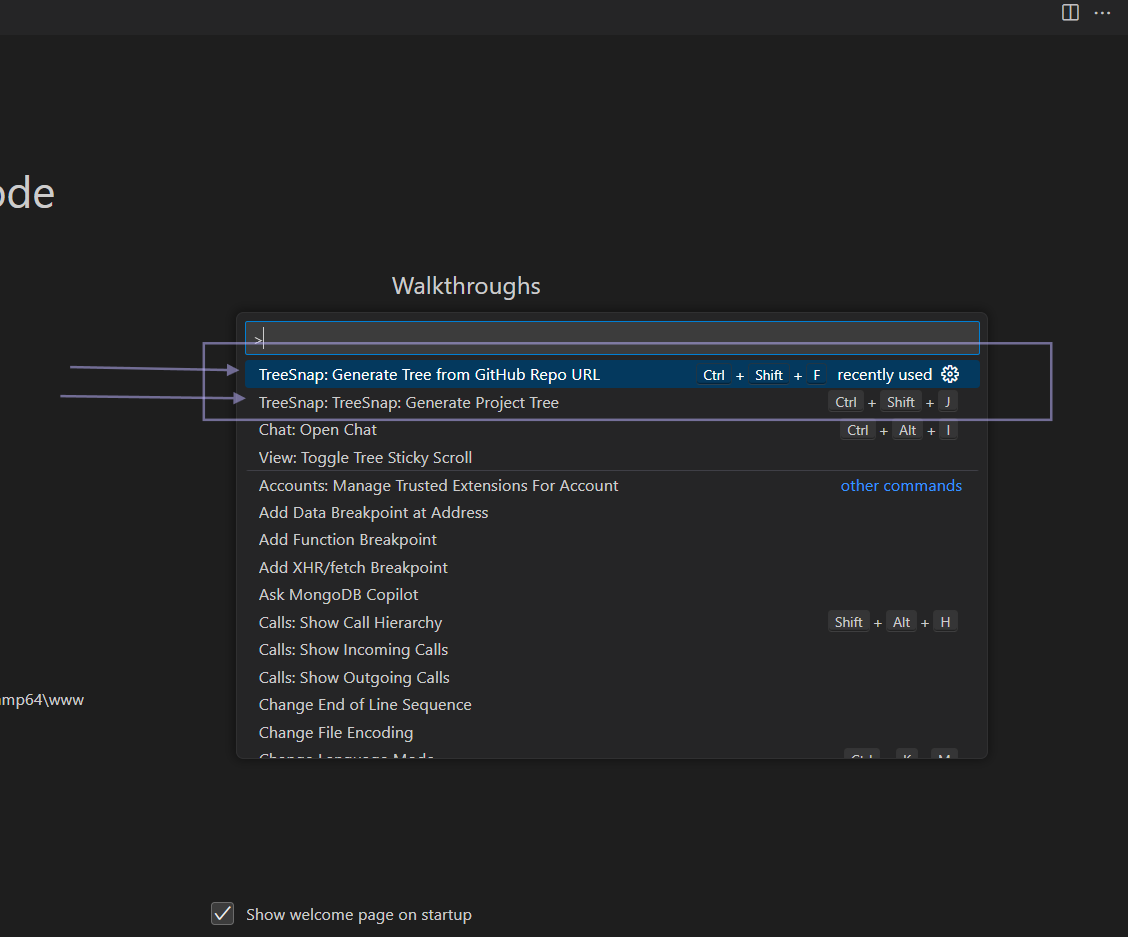 ode
Walkthroughs
>
TreeSnap: Generate Tree from GitHub Repo URL Ctrl + Shift + F recently used
TreeSnap: TreeSnap: Generate Project Tree Ctrl + Shift + J
Chat: Open Chat Ctrl + Alt + I
View: Toggle Tree Sticky Scroll
Accounts: Manage Trusted Extensions For Account other commands
Add Data Breakpoint at Address
Add Function Breakpoint
Add XHR/fetch Breakpoint
Ask MongoDB Copilot
Calls: Show Call Hierarchy Shift + Alt + H
Calls: Show Incoming Calls
Calls: Show Outgoing Calls
mp64\www
Change End of Line Sequence
Change File Encoding
Change Language Mode Ctrl K M
Show welcome page on startup